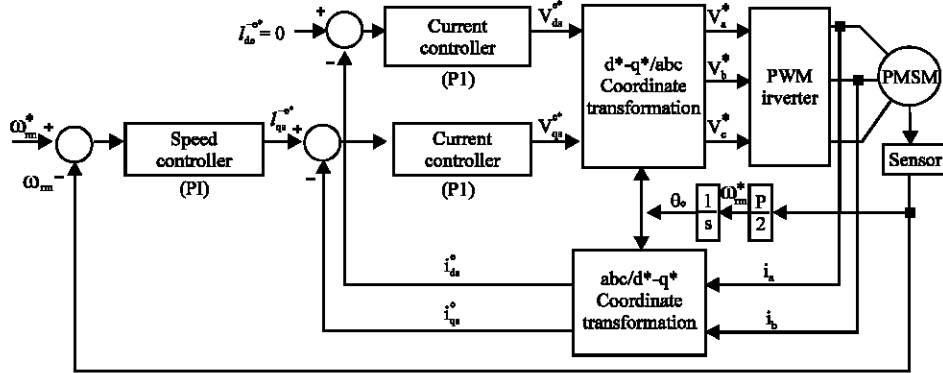 I_ds^-e* = 0
+
−
Current
controller
(P1)
V_ds^e*
d*-q*/abc
Coordinate
transformation
V_a^*
V_b^*
V_c^*
PWM
irverter
PMSM
Sensor
ω_rm^*
+
ω_rm −
Speed
controller
(PI)
I_qs^-e*
+
−
Current
controller
(P1)
V_qs^e*
θ_e
1
s
ω_rm^*
P
2
i_ds^e
i_qs^e
abc/d*-q*
Coordinate
transformation
i_a
i_b